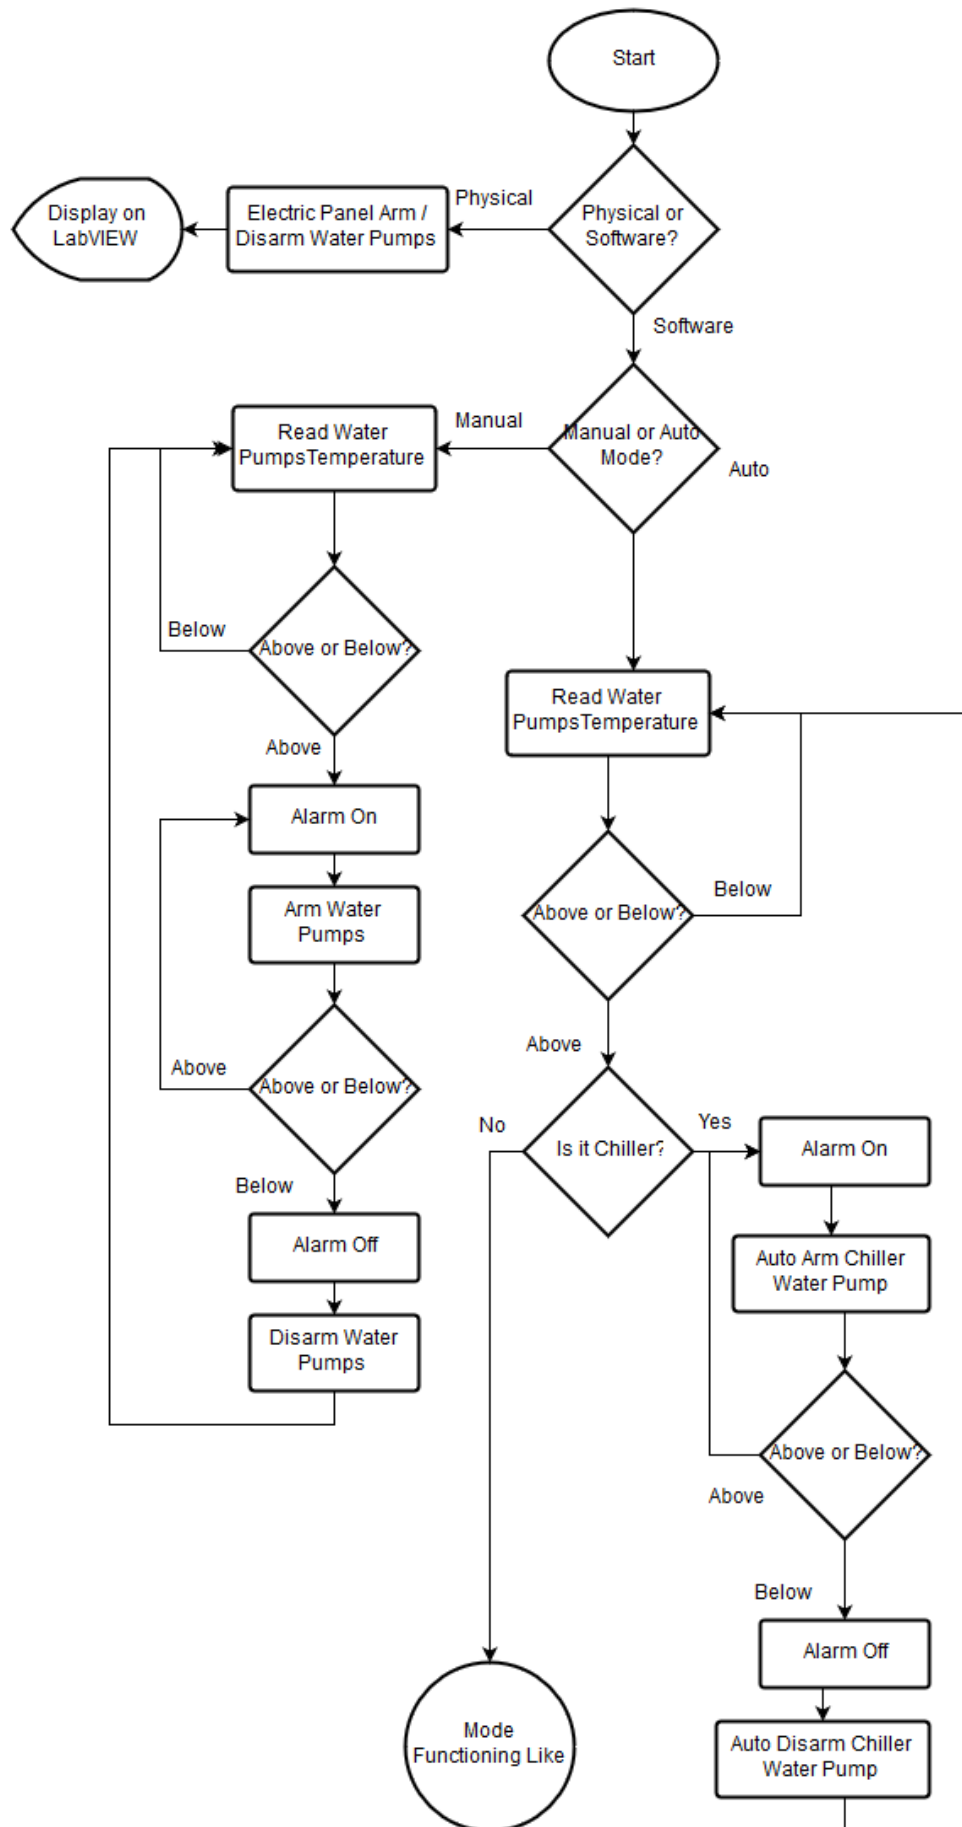 Start
Physical or
Software?
Physical
Electric Panel Arm /
Disarm Water Pumps
Display on
LabVIEW
Software
Manual or Auto
Mode?
Manual
Auto
Read Water
PumpsTemperature
Above or Below?
Below
Above
Alarm On
Arm Water
Pumps
Above or Below?
Above
Below
Alarm Off
Disarm Water
Pumps
Read Water
PumpsTemperature
Above or Below?
Below
Above
Is it Chiller?
No
Yes
Alarm On
Auto Arm Chiller
Water Pump
Above or Below?
Above
Below
Alarm Off
Auto Disarm Chiller
Water Pump
Mode
Functioning Like